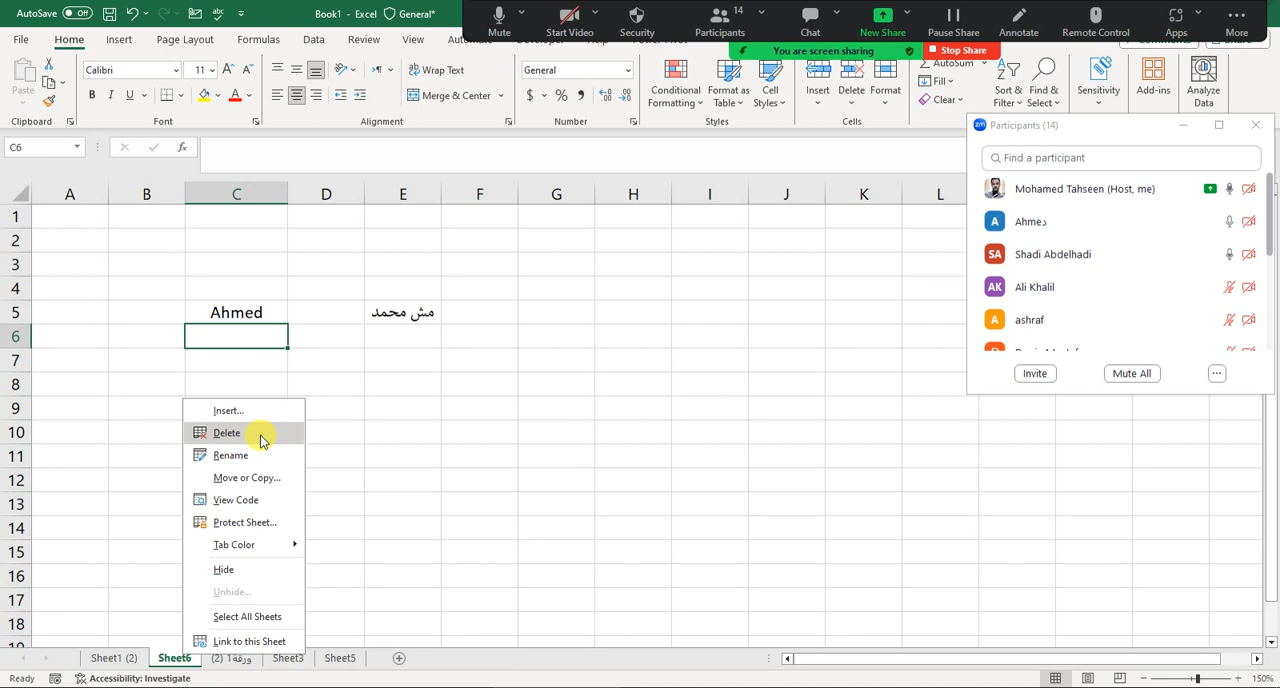 AutoSave Off Book1 - Excel General*
Mute Start Video Security 14 Participants Chat New Share Pause Share Annotate Remote Control Apps More
You are screen sharing Stop Share
File Home Insert Page Layout Formulas Data Review View
Paste Calibri 11 Wrap Text General Conditional Formatting Format as Table Cell Styles Insert Delete Format AutoSum Sort & Filter Find & Select Sensitivity Add-ins Analyze Data
B I U Merge & Center $ % Fill
Clear
Clipboard Font Alignment Number Styles Cells
C6 fx
Participants (14)
Find a participant
Mohamed Tahseen (Host, me)
A Ahmeد
SA Shadi Abdelhadi
AK Ali Khalil
A ashraf
Invite Mute All ...
A B C D E F G H I J K L
1
2
3
4
5 Ahmed مش محمد
6
7
8
9
10
11
12
13
14
15
16
17
18
Insert...
Delete
Rename
Move or Copy...
View Code
Protect Sheet...
Tab Color
Hide
Unhide...
Select All Sheets
Link to this Sheet
Sheet1 (2) Sheet6 ورقة1 (2) Sheet3 Sheet5
Ready Accessibility: Investigate 150%